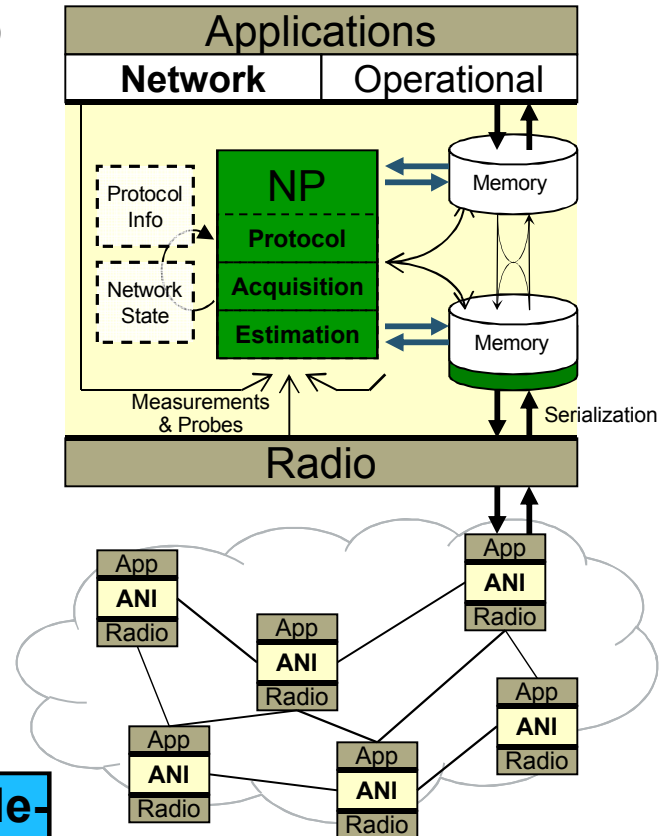 Applications
Network
Operational
NP
Protocol
Acquisition
Estimation
Protocol
Info
Network
State
Memory
Memory
Measurements
& Probes
Serialization
Radio
App
ANI
Radio
App
ANI
Radio
App
ANI
Radio
App
ANI
Radio
App
ANI
Radio
App
ANI
Radio